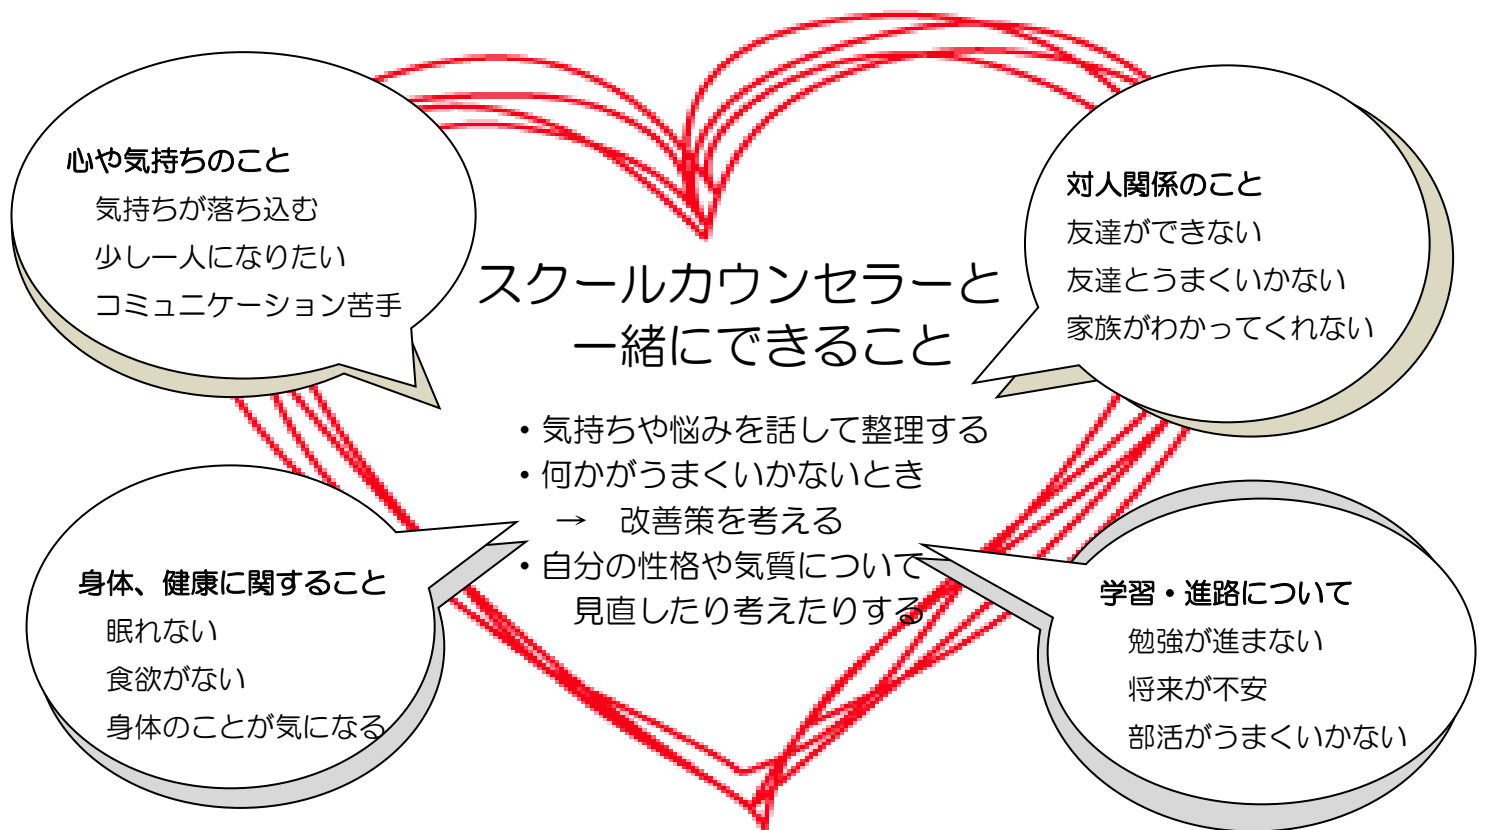 心や気持ちのこと
気持ちが落ち込む
少し一人になりたい
コミュニケーション苦手
対人関係のこと
友達ができない
友達とうまくいかない
家族がわかってくれない
スクールカウンセラーと
一緒にできること
・気持ちや悩みを話して整理する
・何かがうまくいかないとき
→　改善策を考える
・自分の性格や気質について
見直したり考えたりする
身体、健康に関すること
眠れない
食欲がない
身体のことが気になる
学習・進路について
勉強が進まない
将来が不安
部活がうまくいかない